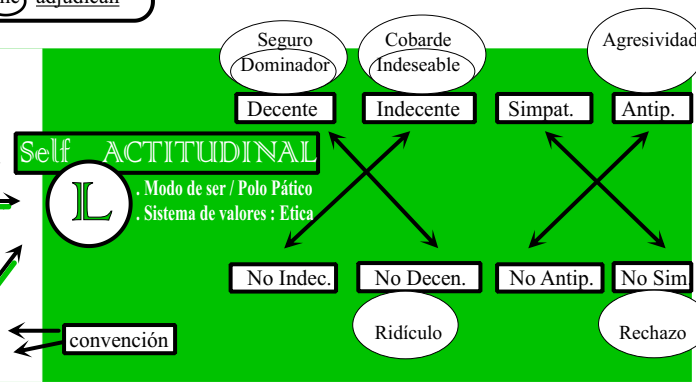 adjudican
Seguro
Dominador
Cobarde
Indeseable
Agresividad
Decente
Indecente
Simpat.
Antip.
Self ACTITUDINAL
L
. Modo de ser / Polo Pático
. Sistema de valores : Etica
No Indec.
No Decen.
No Antip.
No Sim
Ridículo
Rechazo
convención